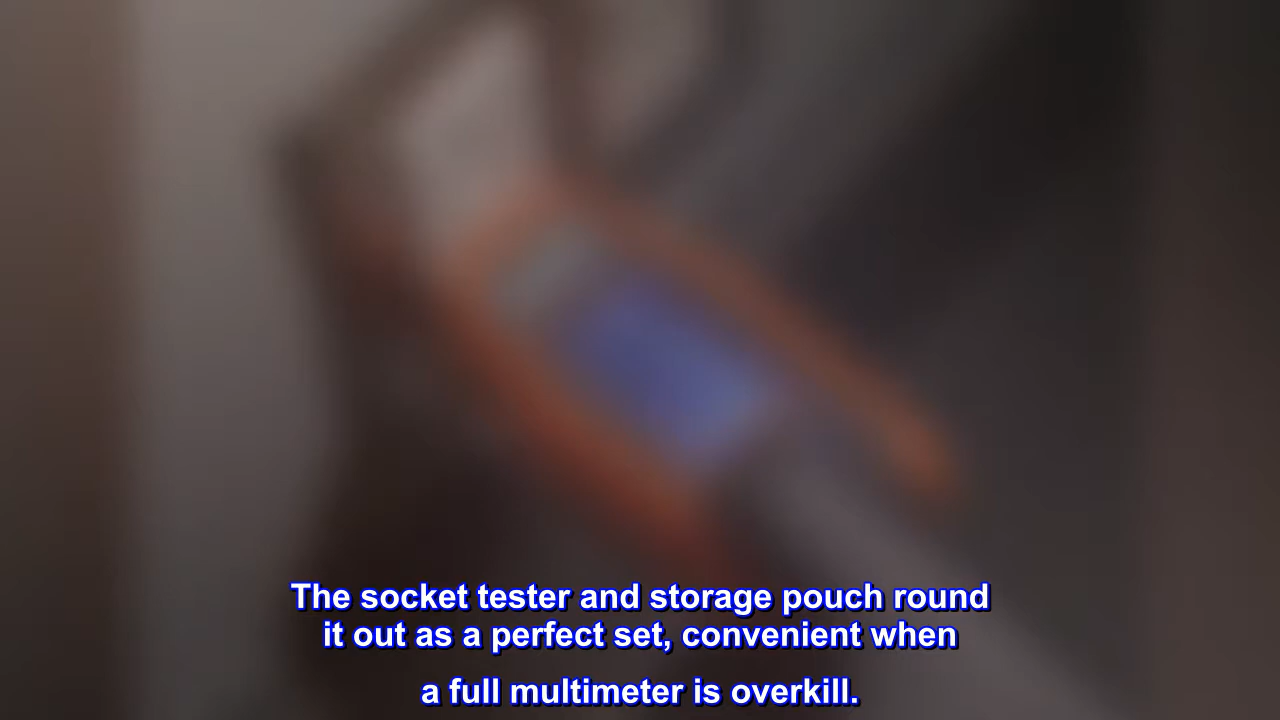 The socket tester and storage pouch round
it out as a perfect set, convenient when
a full multimeter is overkill.